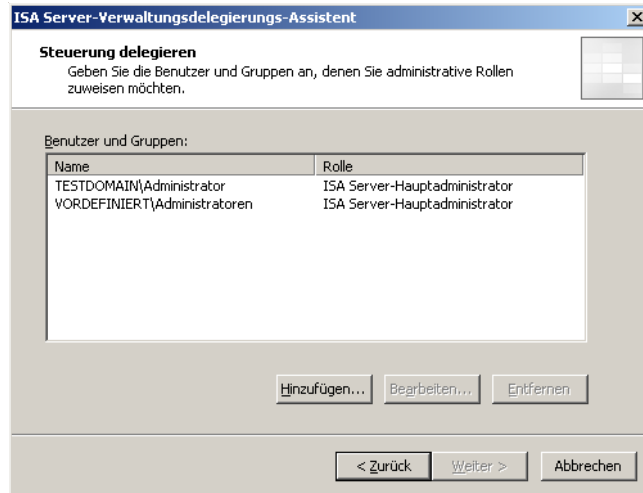 ISA Server-Verwaltungsdelegierungs-Assistent
Steuerung delegieren
Geben Sie die Benutzer und Gruppen an, denen Sie administrative Rollen
zuweisen möchten.
Benutzer und Gruppen:
Name Rolle
TESTDOMAIN\Administrator ISA Server-Hauptadministrator
VORDEFINIERT\Administratoren ISA Server-Hauptadministrator
Hinzufügen... Bearbeiten... Entfernen
< Zurück Weiter > Abbrechen